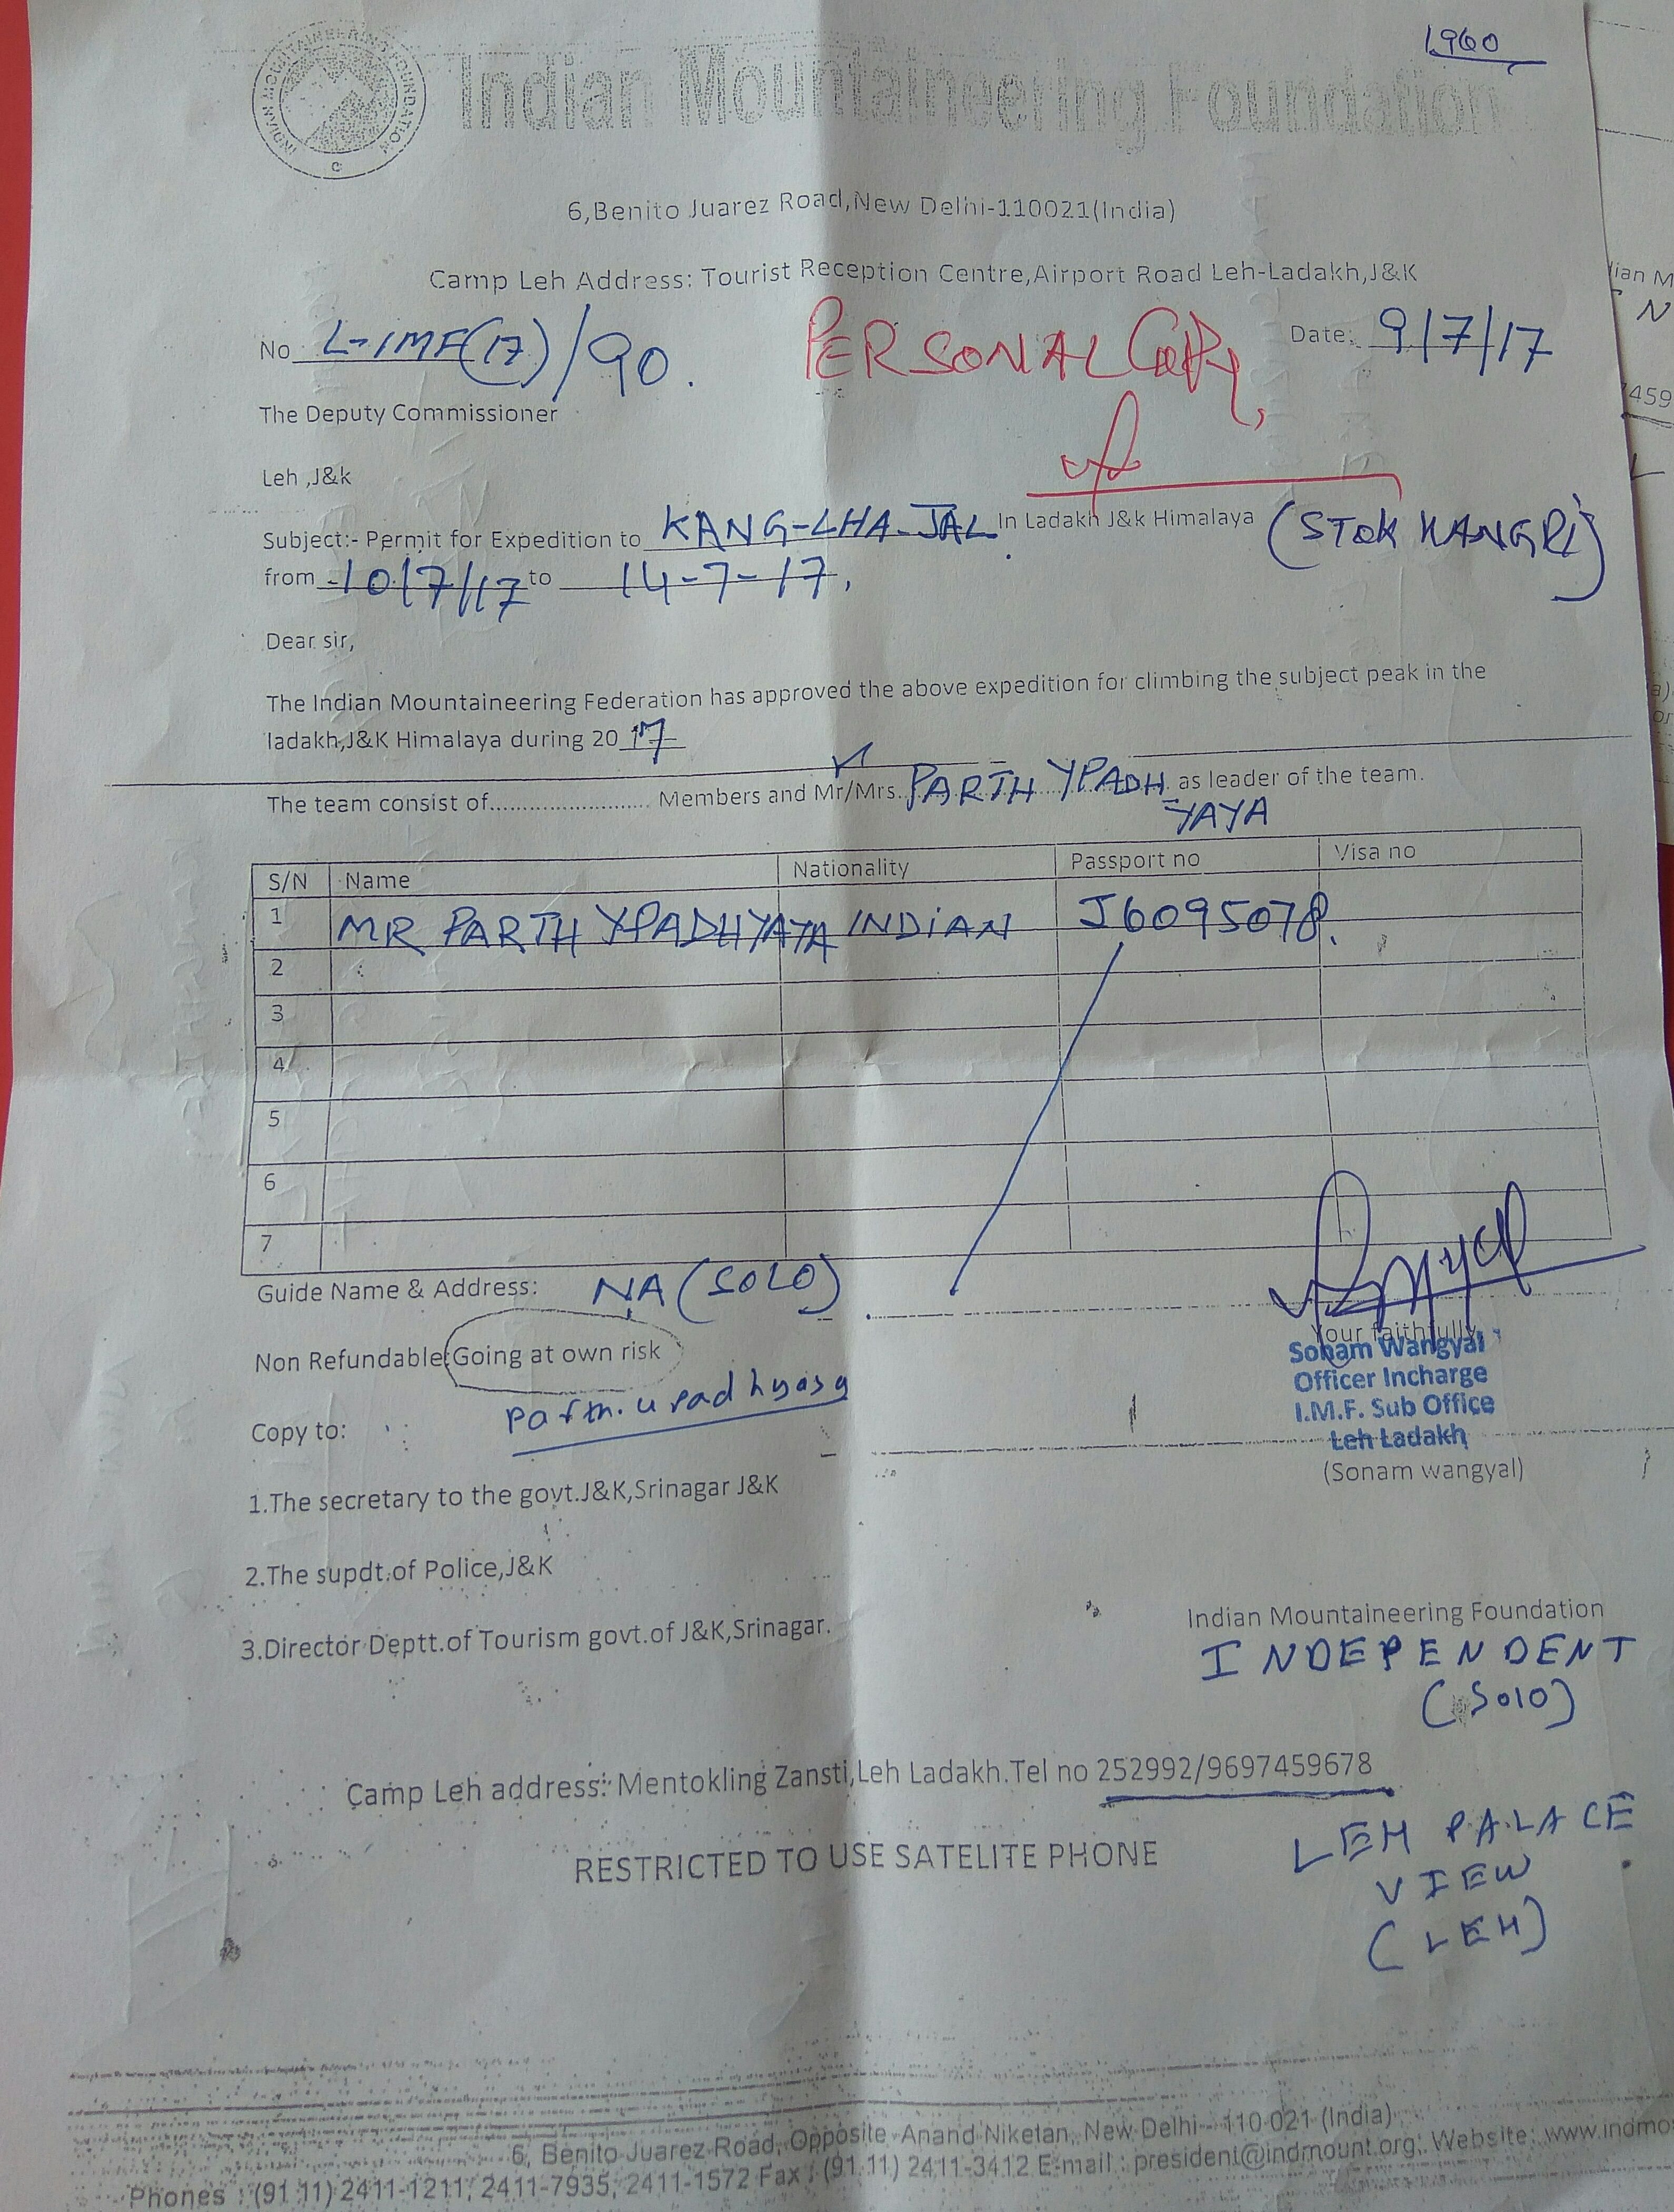 1960
INDIAN MOUNTAINEERING FOUNDATION
Indian Mountaineering Foundation
6,Benito Juarez Road,New Delhi-110021(India)
Camp Leh Address: Tourist Reception Centre,Airport Road Leh-Ladakh,J&K
No L-IMF(17)/90.
PERSONAL COPY,
Date: 9/7/17
The Deputy Commissioner
Leh ,J&k
Subject:- Permit for Expedition to KANG-LHA-JAL In Ladakh J&k Himalaya (STOK KANGRI)
from 10/7/17 to 14-7-17,
Dear sir,
The Indian Mountaineering Federation has approved the above expedition for climbing the subject peak in the
ladakh,J&K Himalaya during 2017
The team consist of........................... Members and Mr/Mrs. PARTH YPADH as leader of the team.
YAYA
S/N Name Nationality Passport no Visa no
1 MR PARTH YPADHYAYA INDIAN J6095078.
2
3
4
5
6
7
Guide Name & Address: NA (SOLO)
Non Refundable:Going at own risk
Your faithfully
Sonam Wangyal
Officer Incharge
I.M.F. Sub Office
Leh Ladakh
(Sonam wangyal)
Copy to:
1.The secretary to the govt.J&K,Srinagar J&K
2.The supdt.of Police,J&K
3.Director Deptt.of Tourism govt.of J&K,Srinagar.
Indian Mountaineering Foundation
INDEPENDENT
(Solo)
Camp Leh address: Mentokling Zansti,Leh Ladakh.Tel no 252992/9697459678
RESTRICTED TO USE SATELITE PHONE
LEH PALACE
VIEW
(LEH)
6, Benito Juarez Road, Opposite Anand Niketan, New Delhi - 110 021 (India)
Phones : (91 11) 2411-1211, 2411-7935, 2411-1572 Fax : (91 11) 2411-3412 E-mail : president@indmount.org. Website: www.indmo